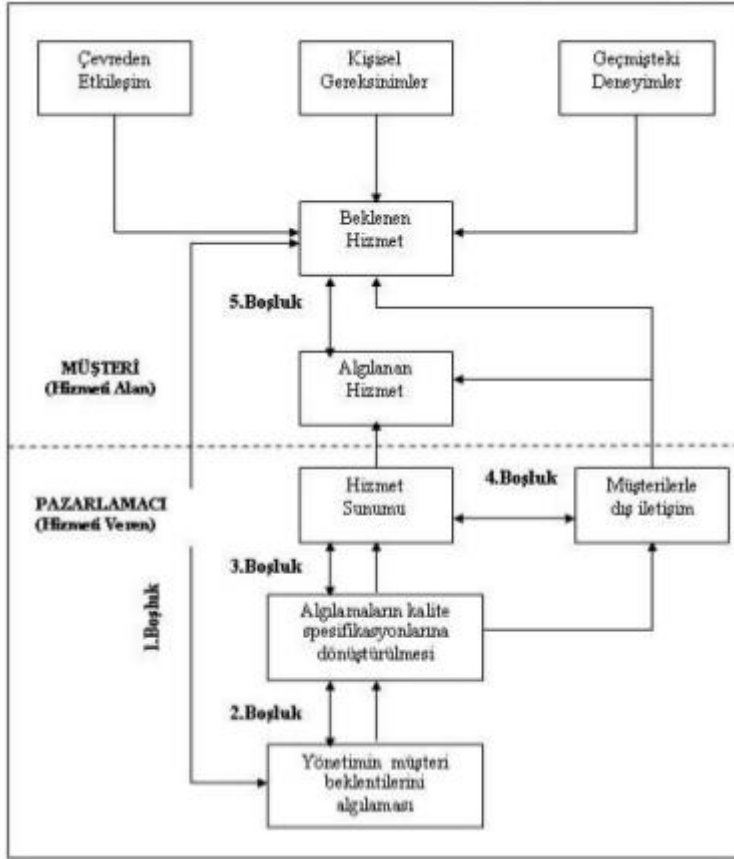 Çevreden
Etkileşim
Kişisel
Gereksinimler
Geçmişteki
Deneyimler
Beklenen
Hizmet
5.Boşluk
MÜŞTERİ
(Hizmeti Alan)
Algılanan
Hizmet
PAZARLAMACI
(Hizmeti Veren)
Hizmet
Sunumu
4.Boşluk
Müşterilerle
dış iletişim
3.Boşluk
1.Boşluk
Algılamaların kalite
spesifikasyonlarına
dönüştürülmesi
2.Boşluk
Yönetimin müşteri
beklentilerini
algılaması